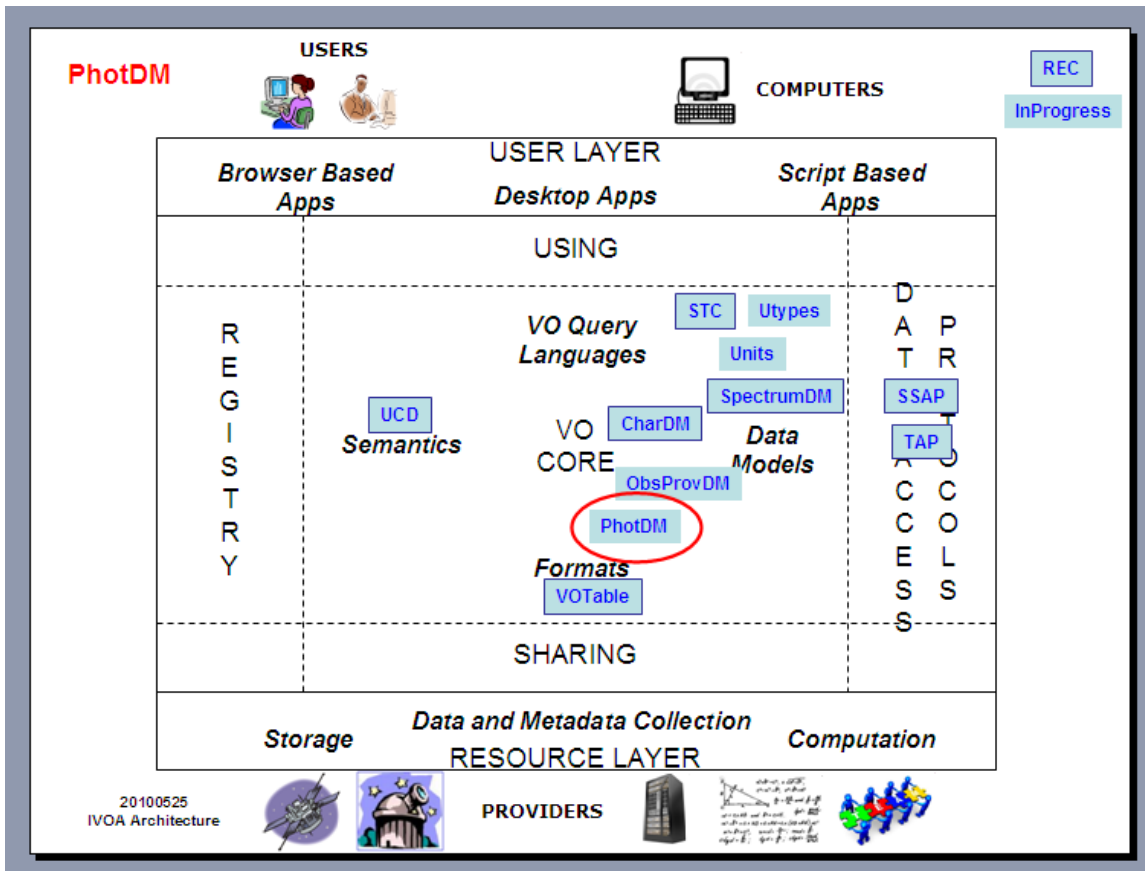 PhotDM
USERS
COMPUTERS
REC
InProgress
USER LAYER
Browser Based
Apps
Desktop Apps
Script Based
Apps
USING
REGISTRY
VO Query
Languages
STC
Utypes
Units
SpectrumDM
UCD
Semantics
VO
CORE
CharDM
Data
Models
ObsProvDM
PhotDM
Formats
VOTable
DATA ACCESS
PROTOCOLS
SSAP
TAP
SHARING
Storage
Data and Metadata Collection
Computation
RESOURCE LAYER
20100525
IVOA Architecture
PROVIDERS